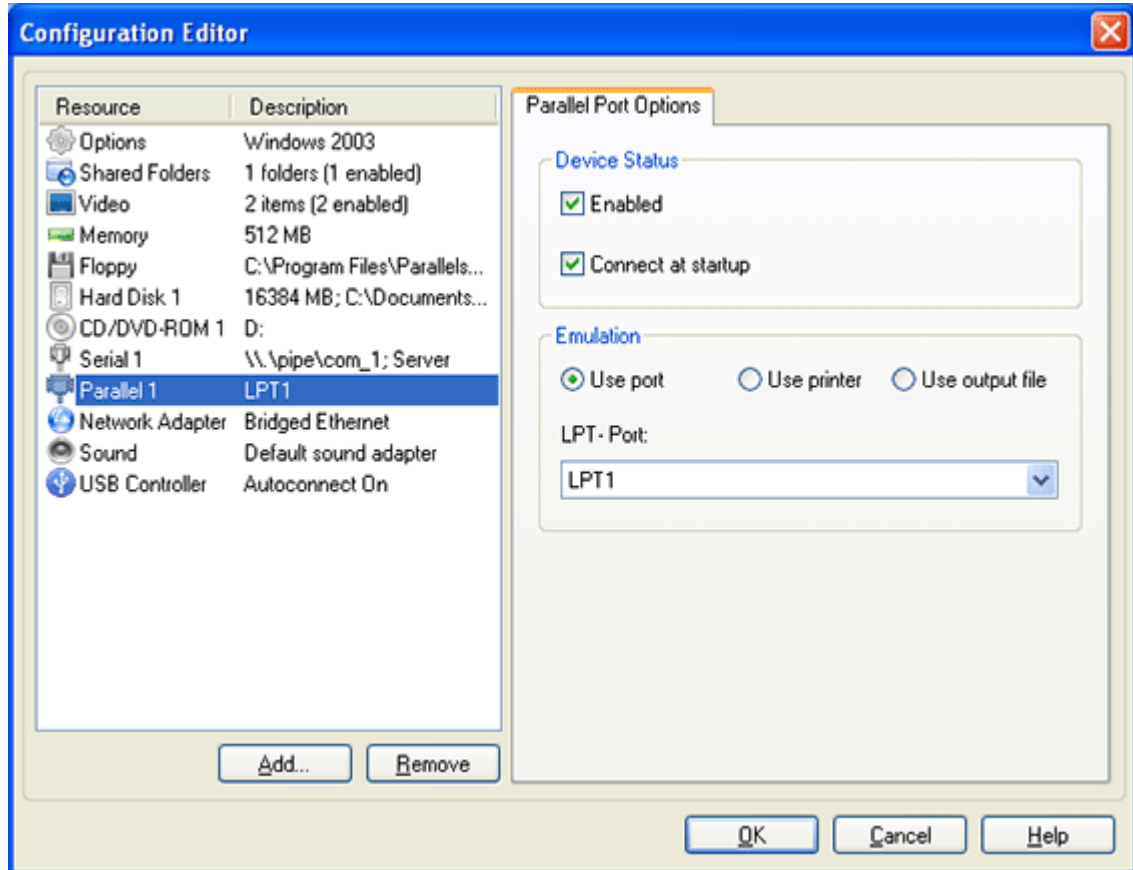 Configuration Editor
Resource Description
Options Windows 2003
Shared Folders 1 folders (1 enabled)
Video 2 items (2 enabled)
Memory 512 MB
Floppy C:\Program Files\Parallels...
Hard Disk 1 16384 MB; C:\Documents...
CD/DVD-ROM 1 D:
Serial 1 \\.\pipe\com_1; Server
Parallel 1 LPT1
Network Adapter Bridged Ethernet
Sound Default sound adapter
USB Controller Autoconnect On
Add... Remove
Parallel Port Options
Device Status
Enabled
Connect at startup
Emulation
Use port Use printer Use output file
LPT- Port:
LPT1
OK Cancel Help